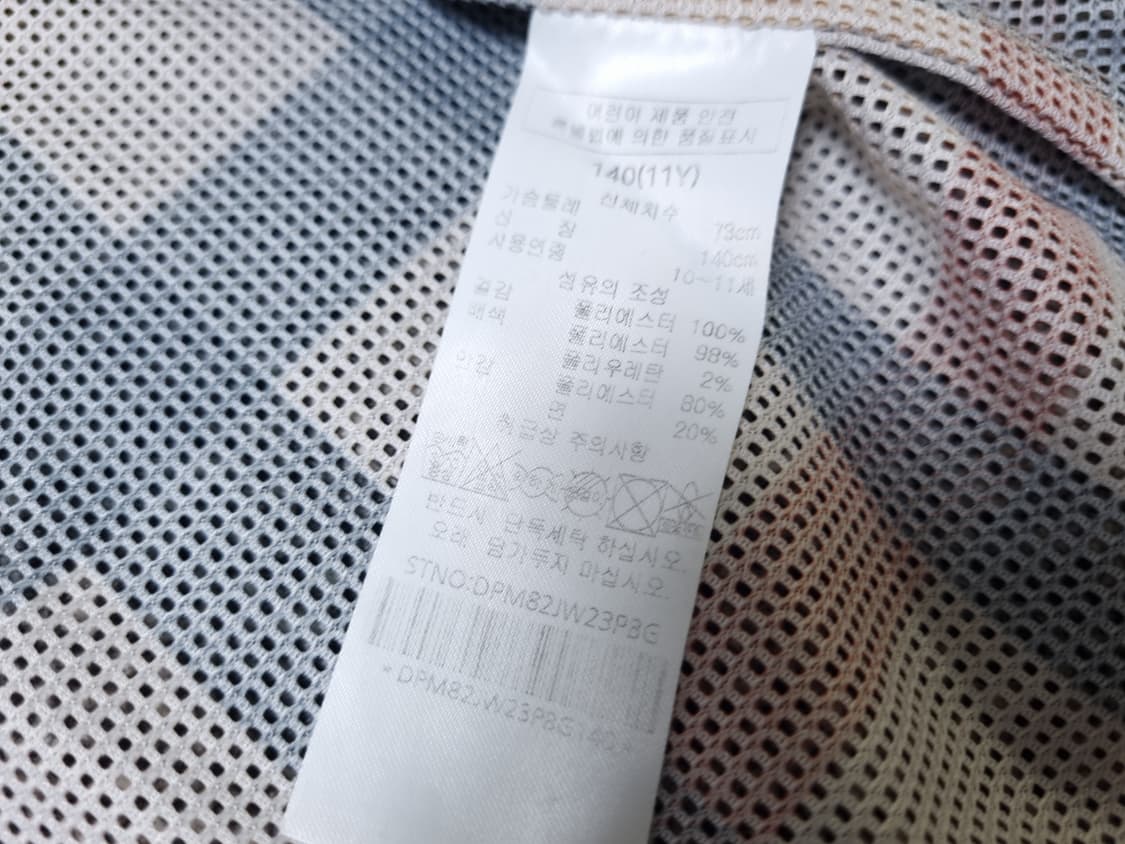 어린이 제품 안전
특별법에 의한 품질표시
140(11Y)
신체치수
가슴둘레 73cm
신 장 140cm
사용연령 10~11세
섬유의 조성
겉감 폴리에스터 100%
배색 폴리에스터 98%
폴리우레탄 2%
안감 폴리에스터 80%
면 20%
취급상 주의사항
반드시 단독세탁 하십시오.
오래 담가두지 마십시오.
STNO:DPM82JW23P8G
*DPM82JW23P8G140*